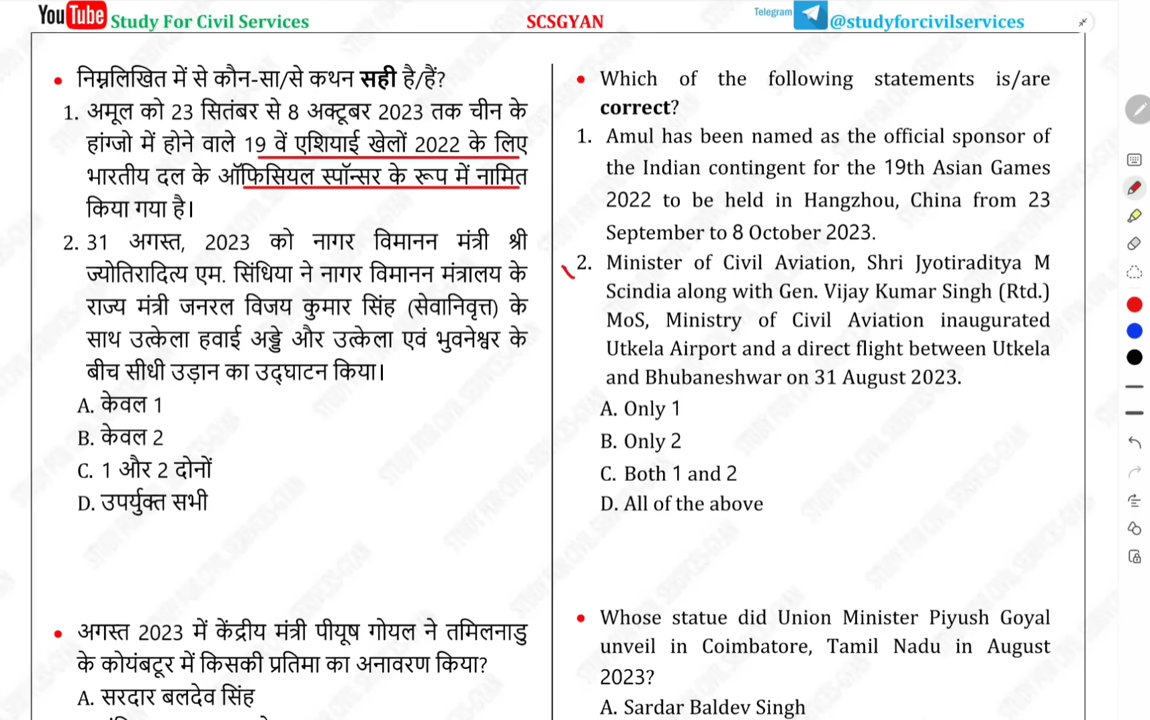 YouTube Study For Civil Services
SCSGYAN
Telegram @studyforcivilservices
• निम्नलिखित में से कौन-सा/से कथन सही है/हैं?
1. अमूल को 23 सितंबर से 8 अक्टूबर 2023 तक चीन के
हांग्जो में होने वाले 19 वें एशियाई खेलों 2022 के लिए
भारतीय दल के ऑफिसियल स्पॉन्सर के रूप में नामित
किया गया है।
2. 31 अगस्त, 2023 को नागर विमानन मंत्री श्री
ज्योतिरादित्य एम. सिंधिया ने नागर विमानन मंत्रालय के
राज्य मंत्री जनरल विजय कुमार सिंह (सेवानिवृत्त) के
साथ उत्केला हवाई अड्डे और उत्केला एवं भुवनेश्वर के
बीच सीधी उड़ान का उद्घाटन किया।
A. केवल 1
B. केवल 2
C. 1 और 2 दोनों
D. उपर्युक्त सभी
• अगस्त 2023 में केंद्रीय मंत्री पीयूष गोयल ने तमिलनाडु
के कोयंबटूर में किसकी प्रतिमा का अनावरण किया?
A. सरदार बलदेव सिंह
• Which of the following statements is/are
correct?
1. Amul has been named as the official sponsor of
the Indian contingent for the 19th Asian Games
2022 to be held in Hangzhou, China from 23
September to 8 October 2023.
2. Minister of Civil Aviation, Shri Jyotiraditya M
Scindia along with Gen. Vijay Kumar Singh (Rtd.)
MoS, Ministry of Civil Aviation inaugurated
Utkela Airport and a direct flight between Utkela
and Bhubaneshwar on 31 August 2023.
A. Only 1
B. Only 2
C. Both 1 and 2
D. All of the above
• Whose statue did Union Minister Piyush Goyal
unveil in Coimbatore, Tamil Nadu in August
2023?
A. Sardar Baldev Singh